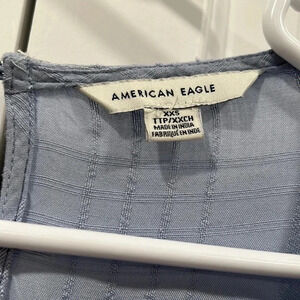 AMERICAN EAGLE
XXS
TTP/XXCH
MADE IN INDIA
FABRIQUÉ EN INDE